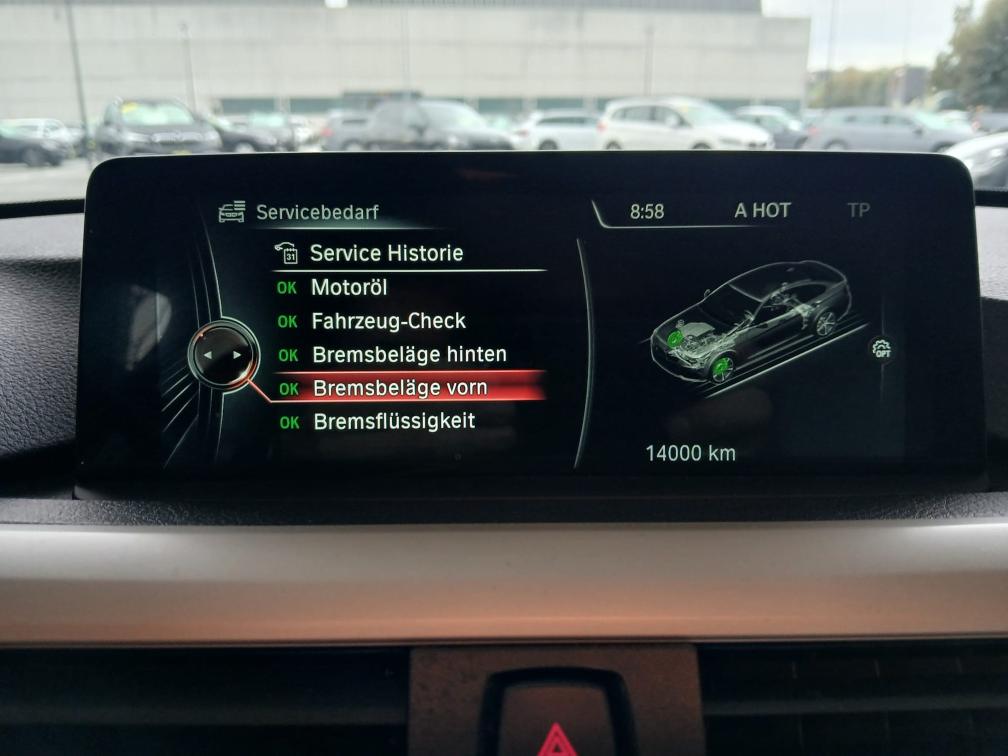 Servicebedarf
8:58 A HOT TP
31 Service Historie
OK Motoröl
OK Fahrzeug-Check
OK Bremsbeläge hinten
OK Bremsbeläge vorn
OK Bremsflüssigkeit
OPT
14000 km